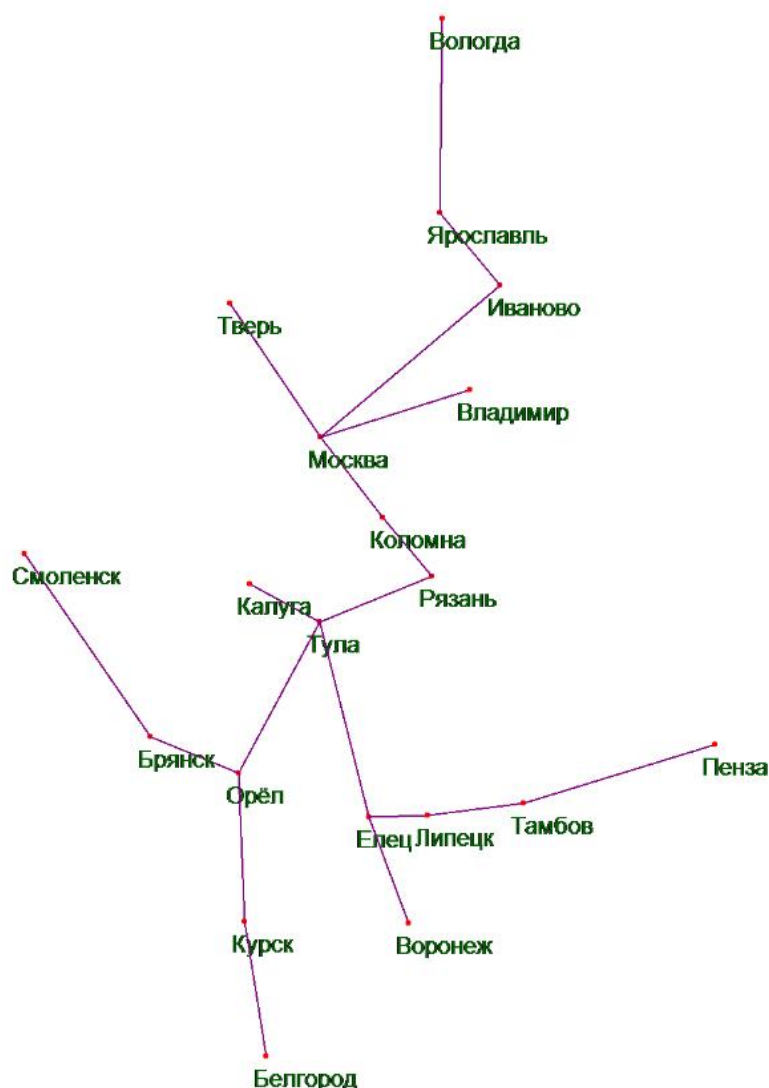 Вологда
Ярославль
Иваново
Тверь
Владимир
Москва
Коломна
Смоленск
Рязань
Калуга
Тула
Брянск
Пенза
Орёл
Тамбов
Елец
Липецк
Курск
Воронеж
Белгород